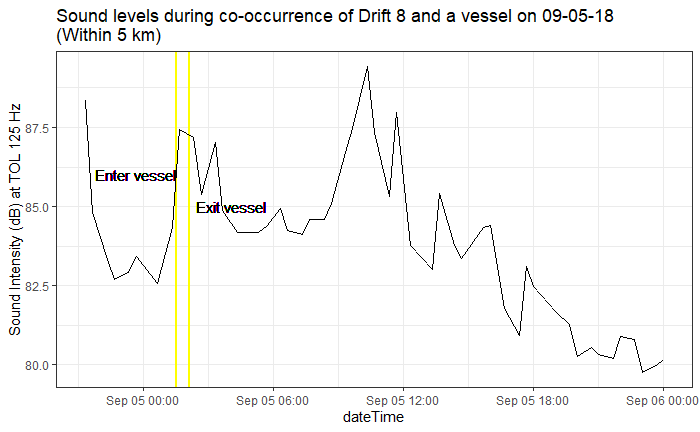 Sound levels during co-occurrence of Drift 8 and a vessel on 09-05-18
(Within 5 km)
Sound Intensity (dB) at TOL 125 Hz
87.5
85.0
82.5
80.0
Enter vessel
Exit vessel
Sep 05 00:00
Sep 05 06:00
Sep 05 12:00
Sep 05 18:00
Sep 06 00:00
dateTime